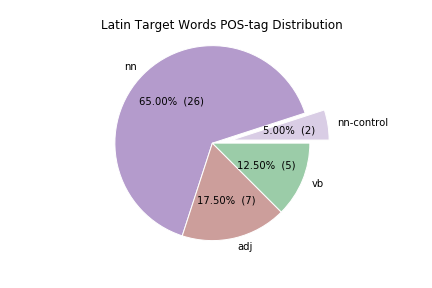 Latin Target Words POS-tag Distribution
nn
65.00%  (26)
5.00%  (2)
nn-control
12.50%  (5)
vb
17.50%  (7)
adj